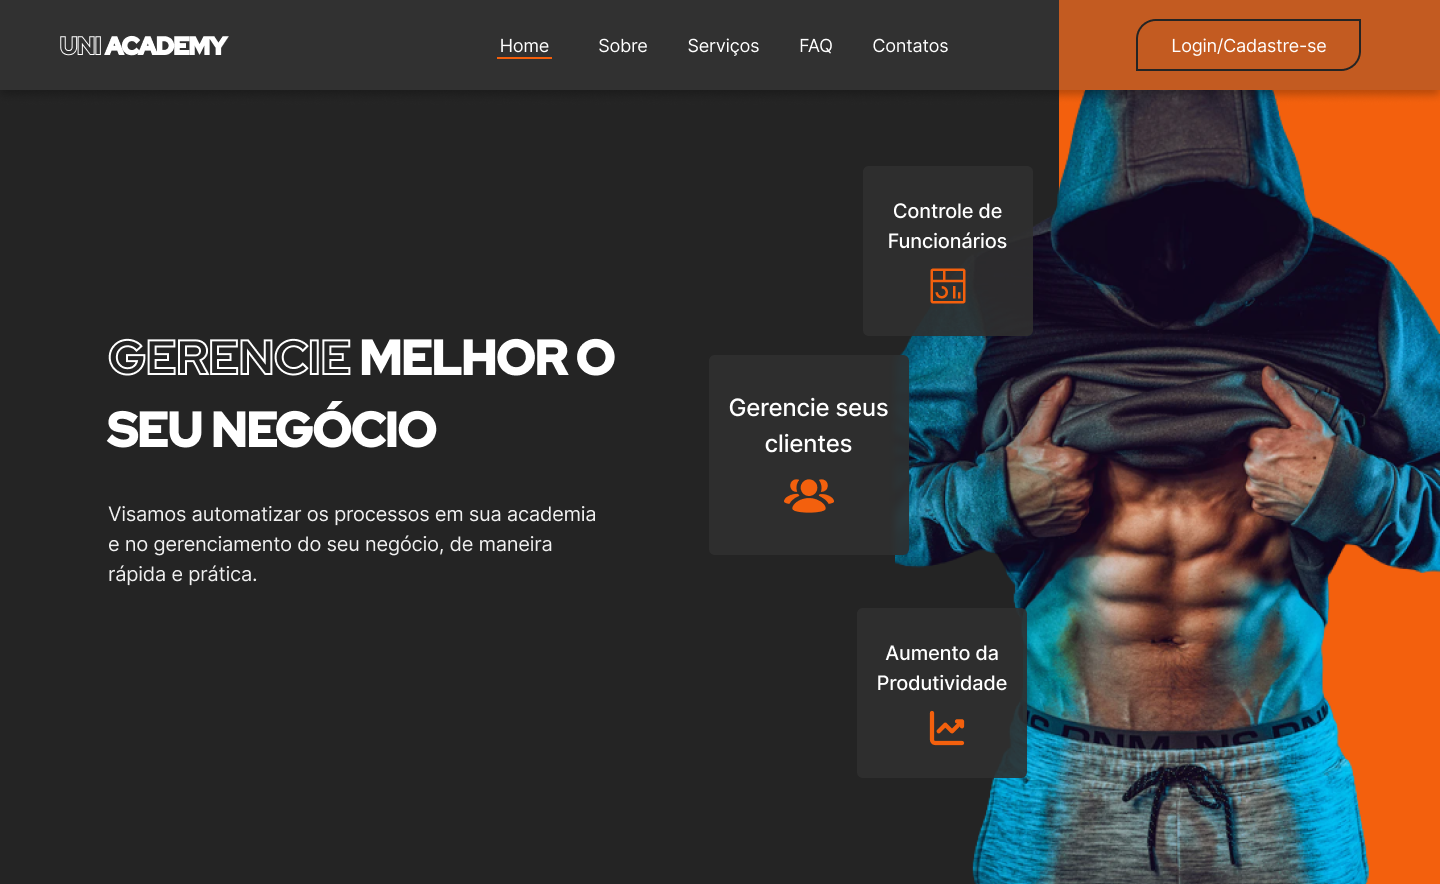 UNI ACADEMY
Home
Sobre
Serviços
FAQ
Contatos
Login/Cadastre-se
Controle de
Funcionários
GERENCIE MELHOR O
SEU NEGÓCIO
Gerencie seus
clientes
Visamos automatizar os processos em sua academia
e no gerenciamento do seu negócio, de maneira
rápida e prática.
Aumento da
Produtividade